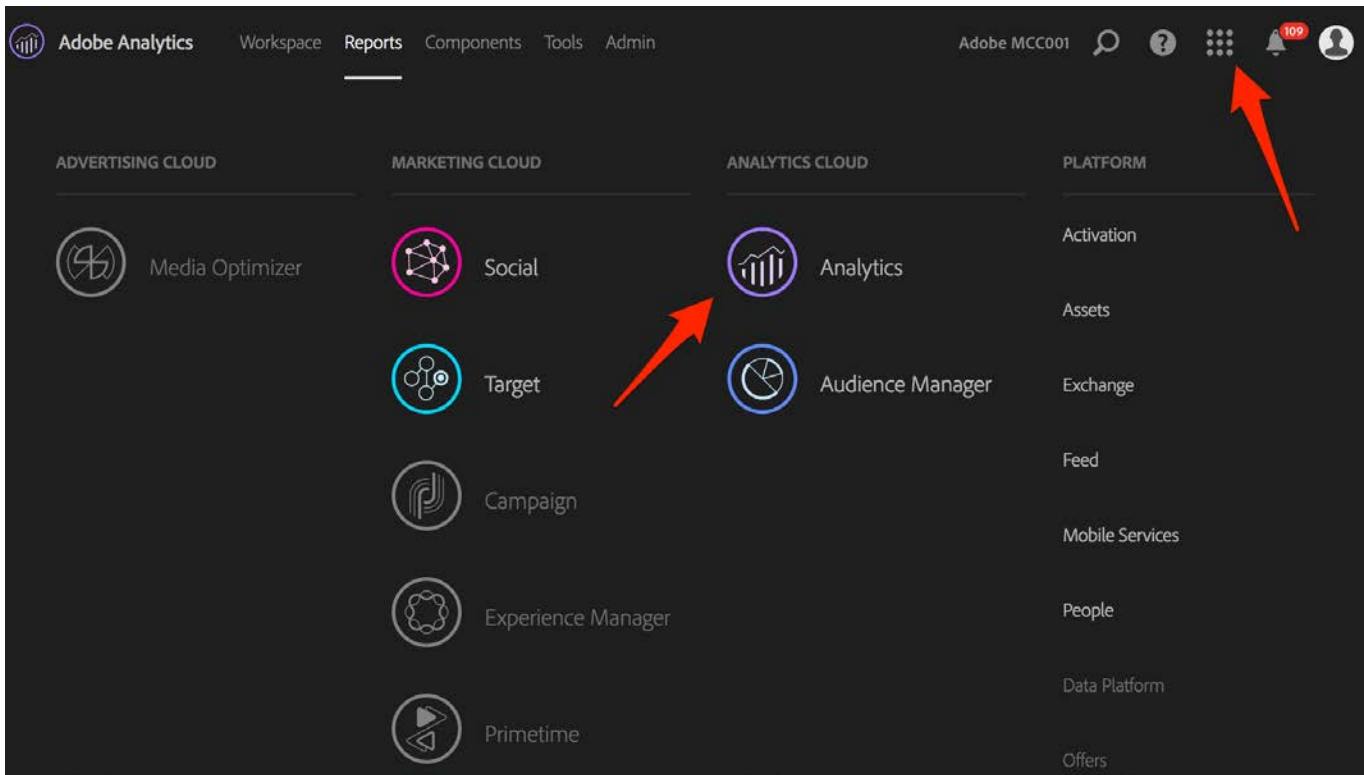 Adobe Analytics Workspace Reports Components Tools Admin Adobe MCC001 109
ADVERTISING CLOUD MARKETING CLOUD ANALYTICS CLOUD PLATFORM
Activation
Media Optimizer Social Analytics
Assets
Target Audience Manager Exchange
Feed
Campaign
Mobile Services
Experience Manager People
Data Platform
Primetime
Offers